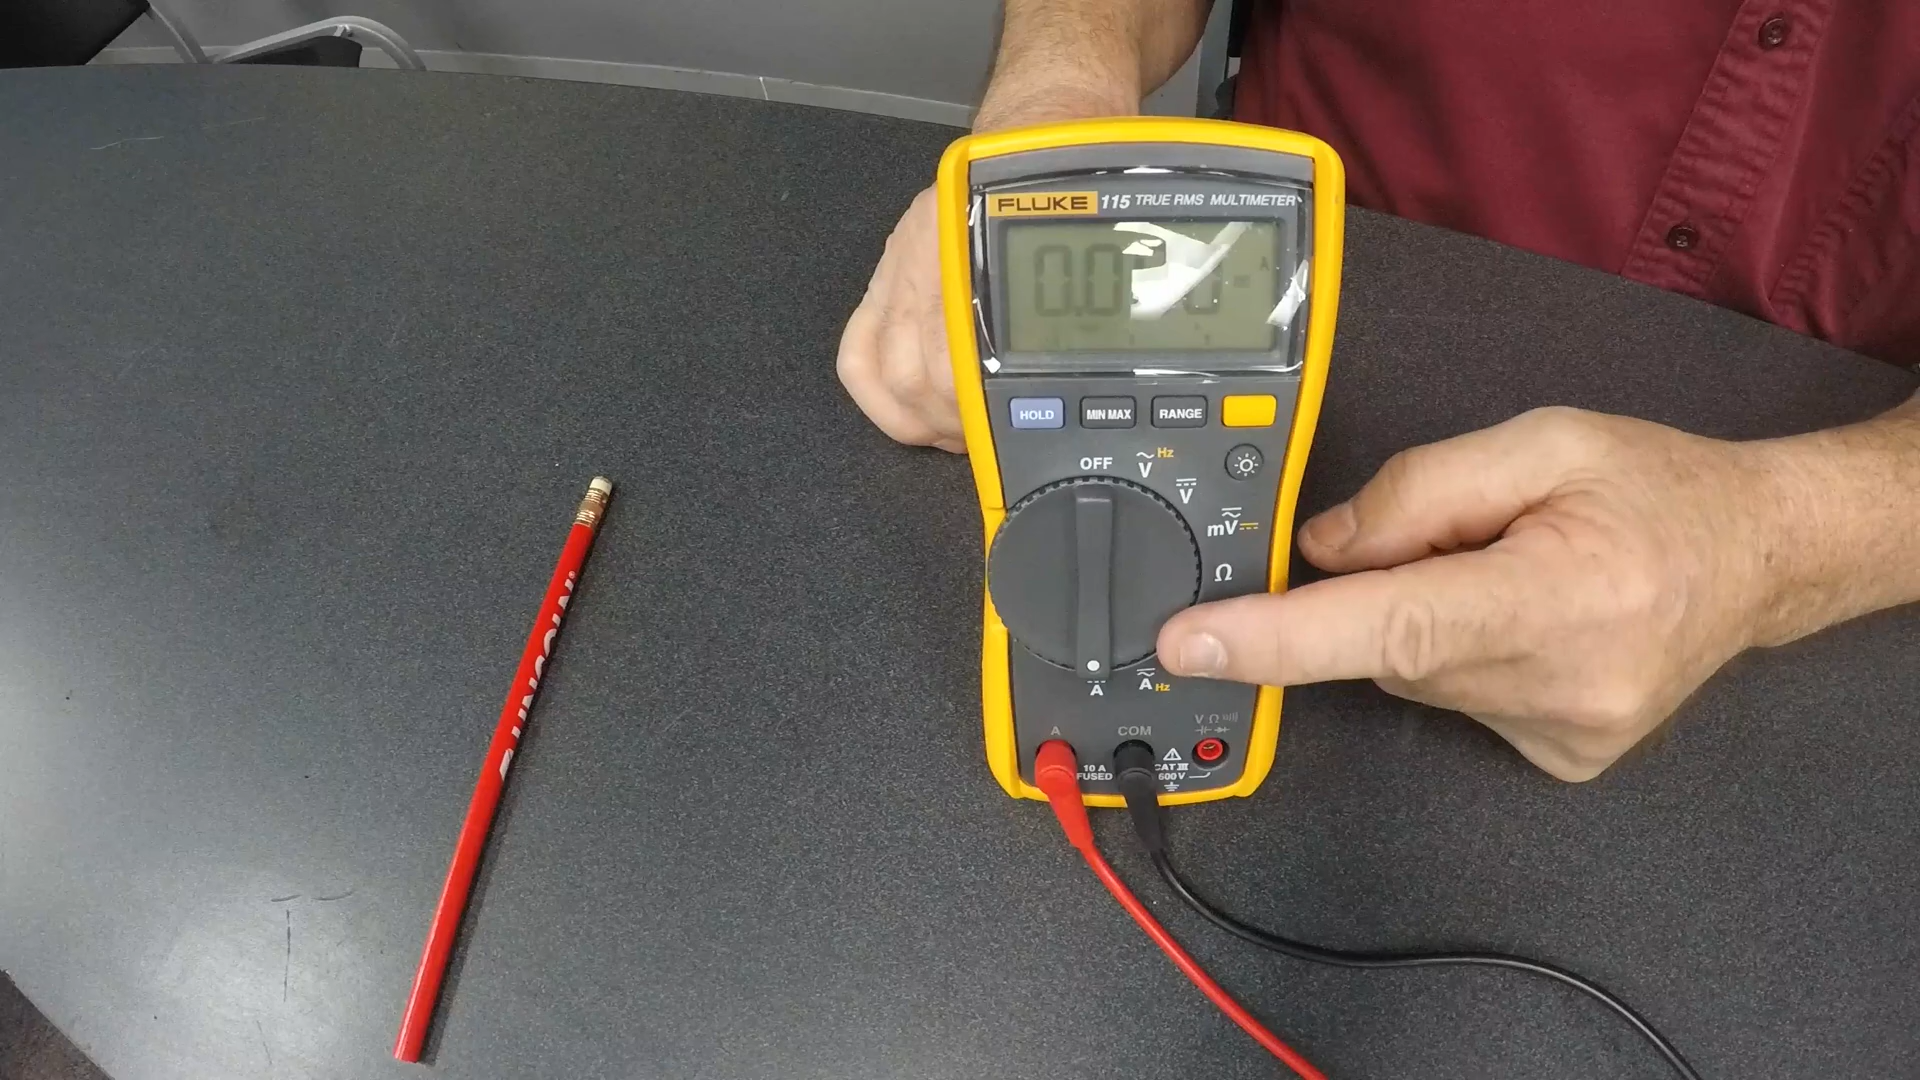 FLUKE 115 TRUE RMS MULTIMETER
A
HOLD MIN MAX RANGE
OFF V Hz
V
mV
Ω
A A Hz
A COM V Ω
10 A FUSED
CAT III 600 V